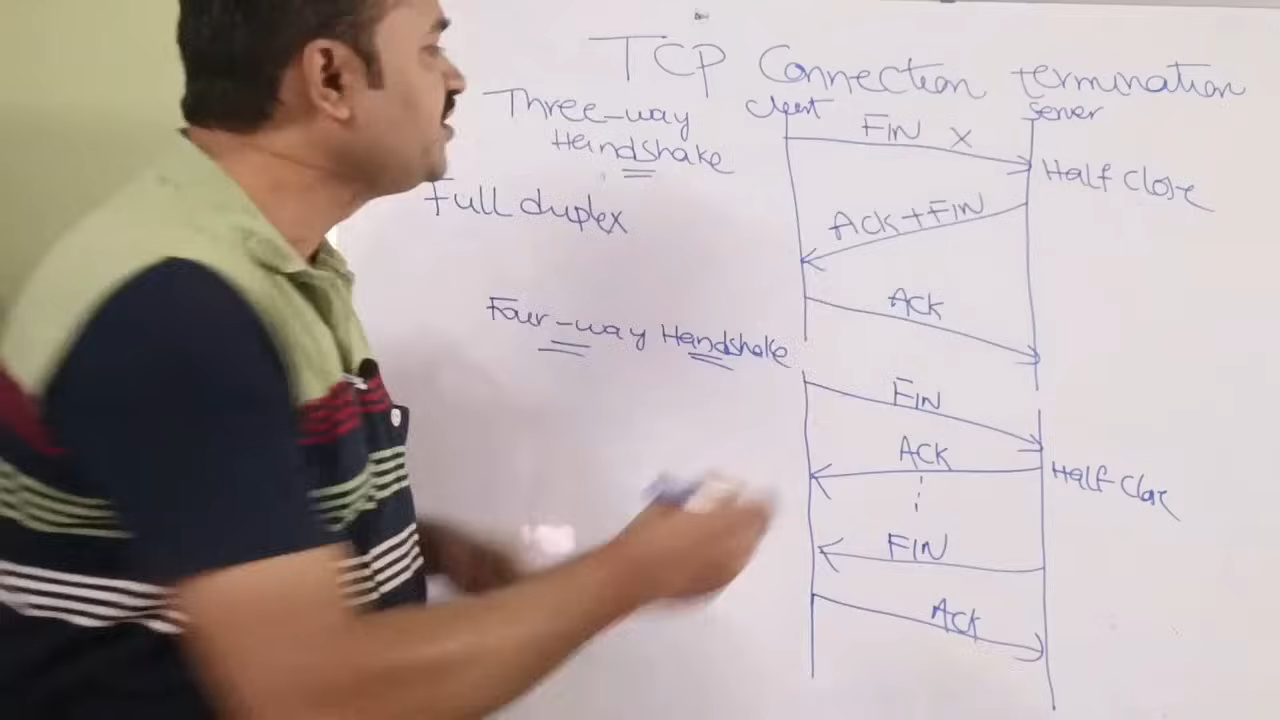 TCP Connection termination
Three-way
Handshake
Full duplex
Client
Server
FIN X
Half Close
Ack + FIN
Ack
Four-way Handshake
FIN
ACK
Half Close
FIN
Ack